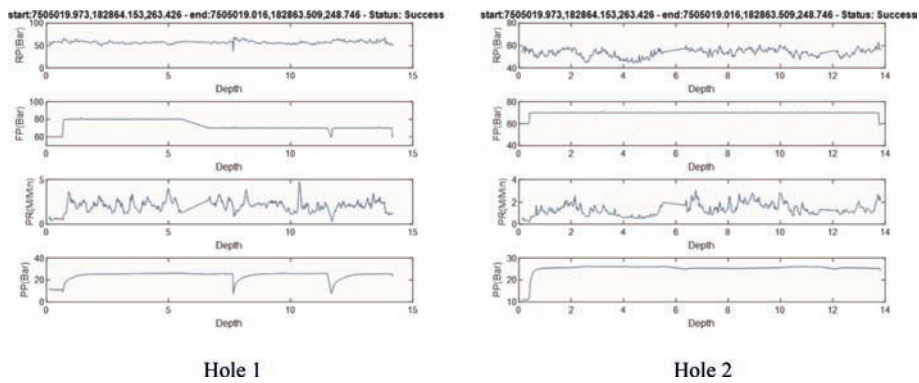 start:7505019.973,182864.153,263.426 - end:7505019.016,182863.509,248.746 - Status: Success
100
50
0
RP(Bar)
0 5 10 15
Depth
100
80
60
FP(Bar)
0 5 10 15
Depth
5
0
PR(M/Min)
0 5 10 15
Depth
40
20
0
PP(Bar)
0 5 10 15
Depth
Hole 1
start:7505019.973,182864.153,263.426 - end:7505019.016,182863.509,248.746 - Status: Success
80
60
40
RP(Bar)
0 2 4 6 8 10 12 14
Depth
80
60
40
FP(Bar)
0 2 4 6 8 10 12 14
Depth
4
2
0
PR(M/Min)
0 2 4 6 8 10 12 14
Depth
30
20
10
PP(Bar)
0 2 4 6 8 10 12 14
Depth
Hole 2